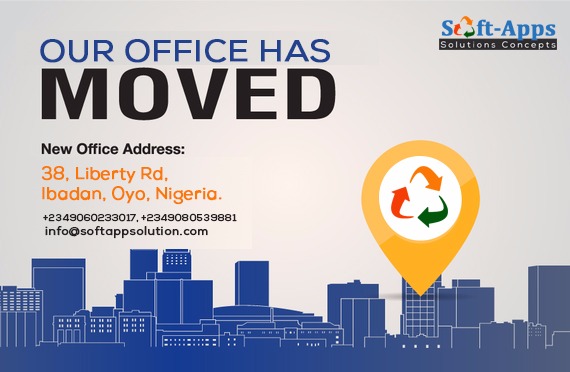 Soft-Apps
Solutions Concepts
OUR OFFICE HAS
MOVED
New Office Address:
38, Liberty Rd,
Ibadan, Oyo, Nigeria.
+2349060233017, +2349080539881
info@softappsolution.com